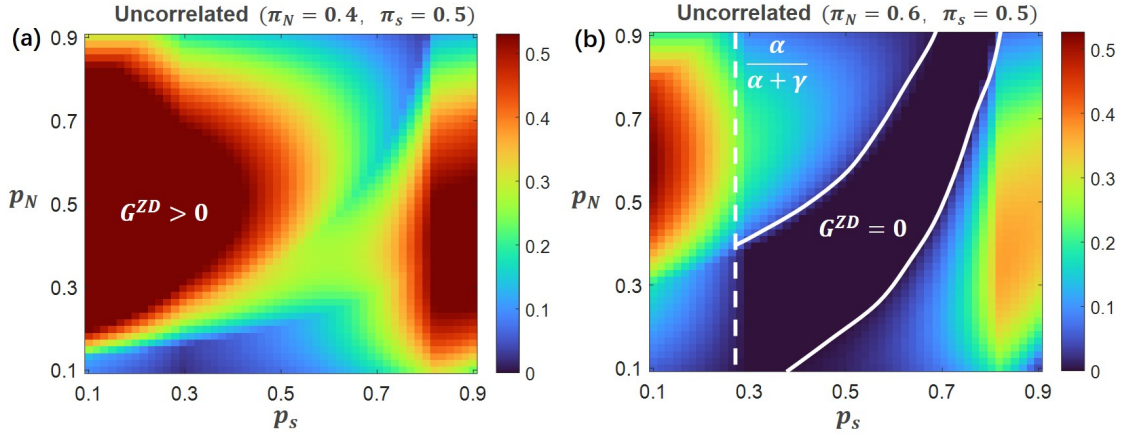 Uncorrelated (π_N = 0.4, π_s = 0.5)
(a)
0.9
0.7
0.5
0.3
0.1
p_N
G^{ZD} > 0
0.1 0.3 0.5 0.7 0.9
p_s
0.5
0.4
0.3
0.2
0.1
0
Uncorrelated (π_N = 0.6, π_s = 0.5)
(b)
0.9
0.7
0.5
0.3
0.1
p_N
α
α + γ
G^{ZD} = 0
0.1 0.3 0.5 0.7 0.9
p_s
0.5
0.4
0.3
0.2
0.1
0